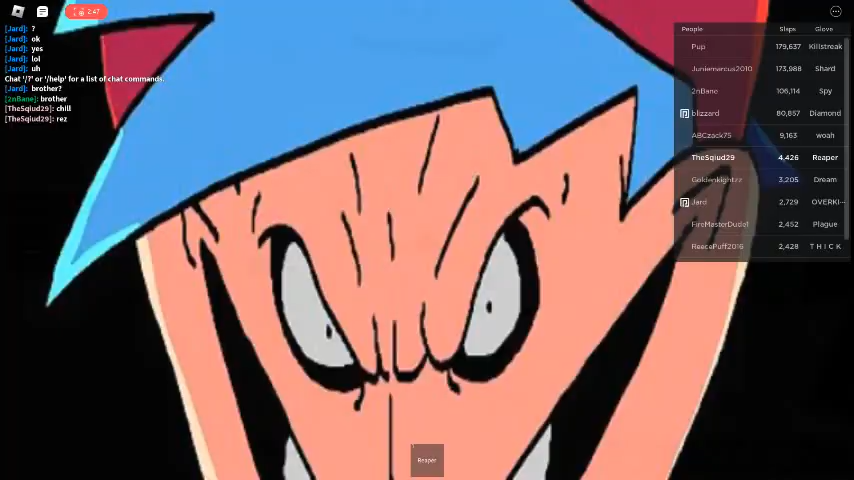 2:47
[Jard]: ?
[Jard]: ok
[Jard]: yes
[Jard]: lol
[Jard]: uh
Chat '/?' or '/help' for a list of chat commands.
[Jard]: brother?
[2nBane]: brother
[TheSqiud29]: chill
[TheSqiud29]: rez
People Slaps Glove
Pup 179,637 Killstreak
Juniemarcus2010 173,988 Shard
2nBane 106,114 Spy
blizzard 80,857 Diamond
ABCzack75 9,163 woah
TheSqiud29 4,426 Reaper
3,205 Dream
Jard 2,729 OVERKI...
FireMasterDude1 2,452 Plague
ReecePuff2016 2,428 T H I C K
Reaper